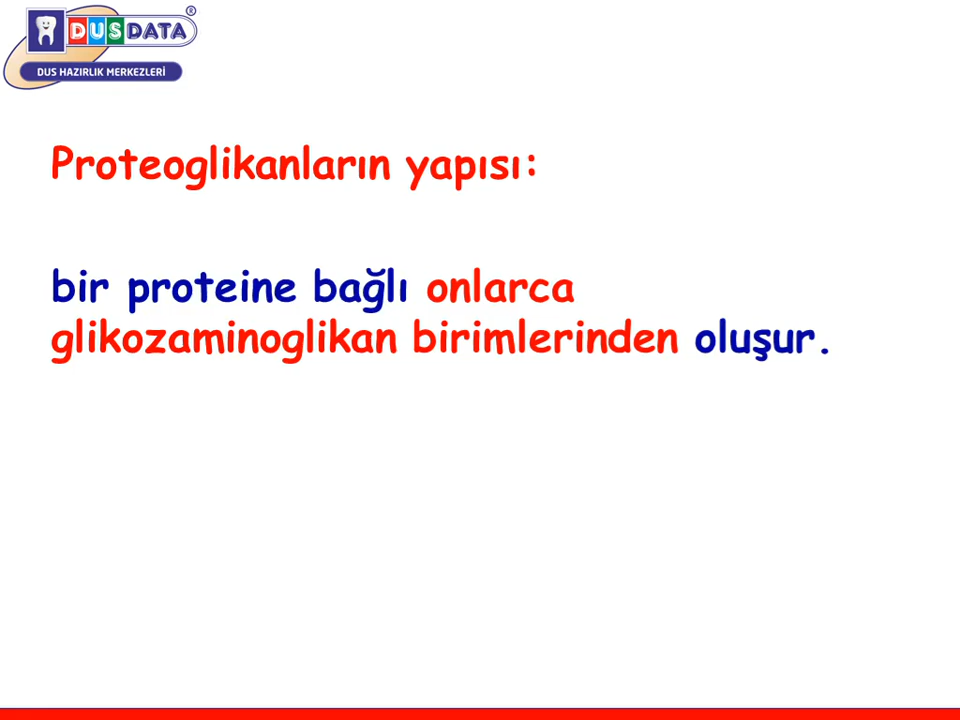 DUSDATA®
DUS HAZIRLIK MERKEZLERİ
Proteoglikanların yapısı:
bir proteine bağlı onlarca
glikozaminoglikan birimlerinden oluşur.